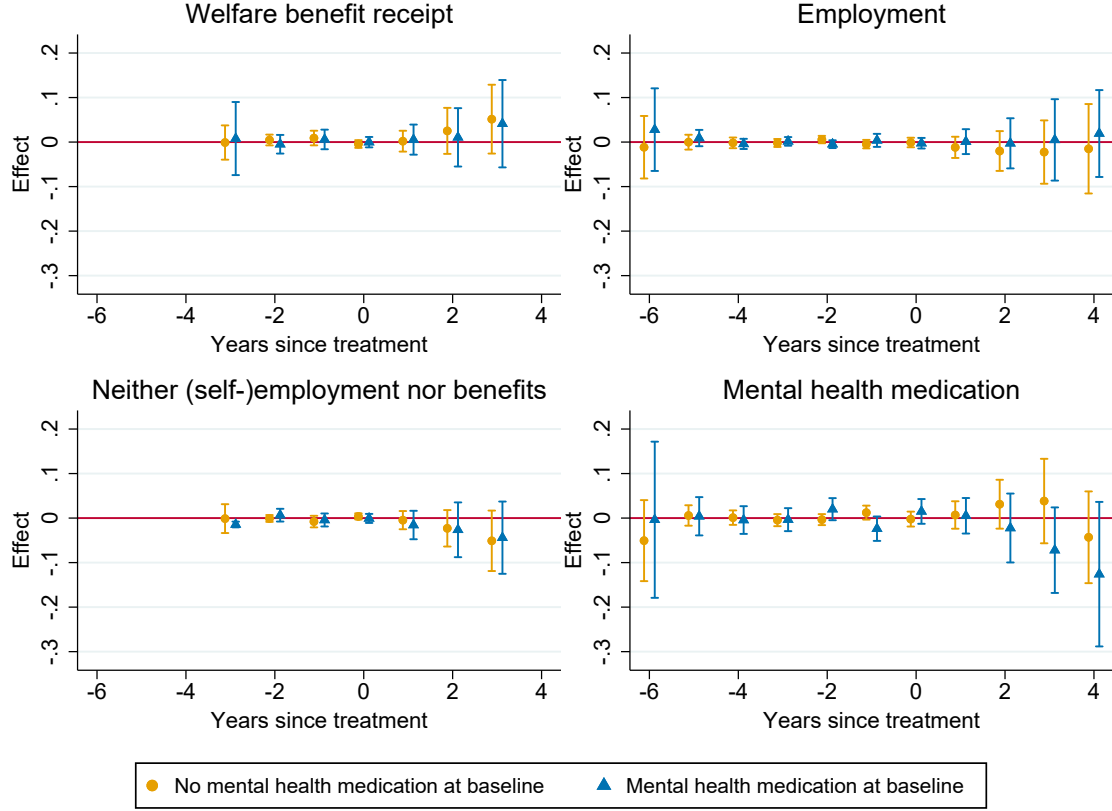 Welfare benefit receipt
Effect
.2
.1
0
-.1
-.2
-.3
-6 -4 -2 0 2 4
Years since treatment
Employment
Effect
.2
.1
0
-.1
-.2
-.3
-6 -4 -2 0 2 4
Years since treatment
Neither (self-)employment nor benefits
Effect
.2
.1
0
-.1
-.2
-.3
-6 -4 -2 0 2 4
Years since treatment
Mental health medication
Effect
.2
.1
0
-.1
-.2
-.3
-6 -4 -2 0 2 4
Years since treatment
No mental health medication at baseline Mental health medication at baseline